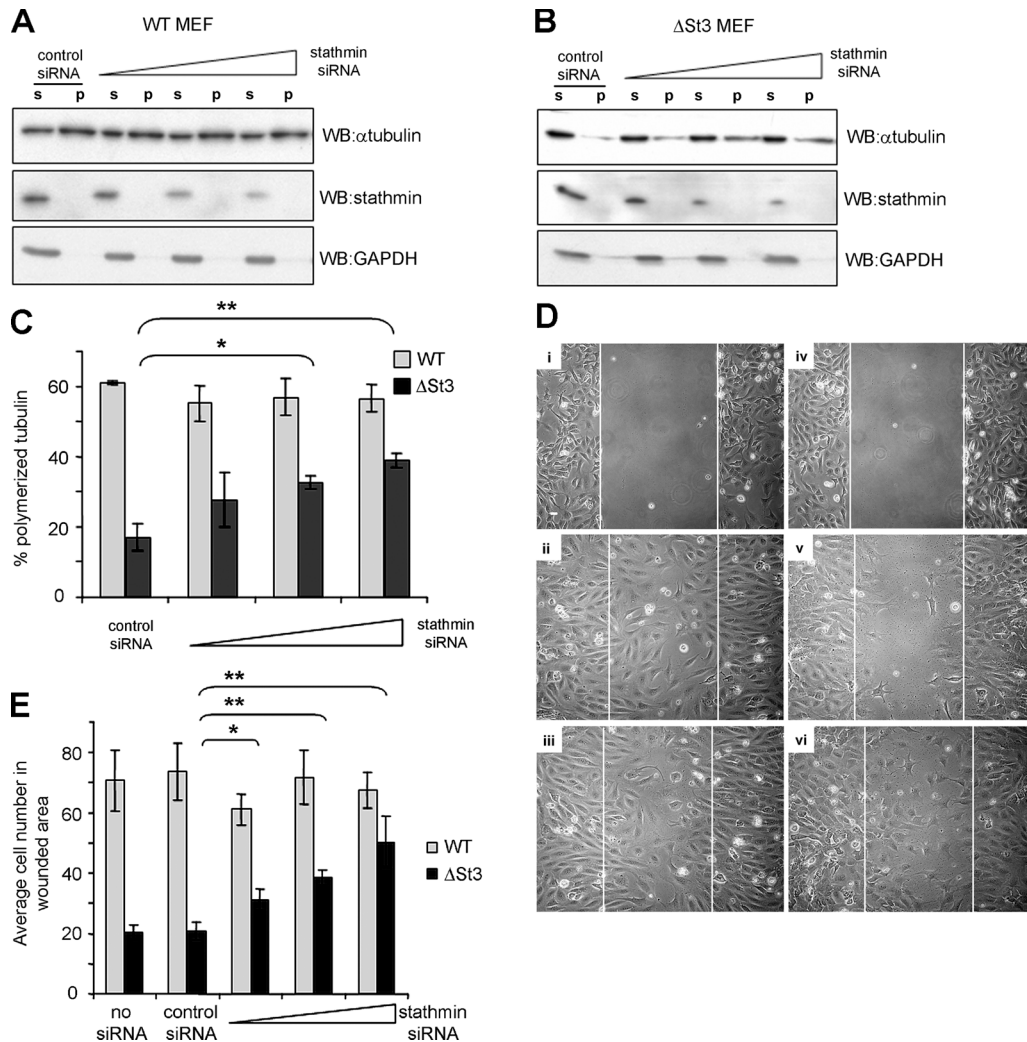 A
WT MEF
control
siRNA
stathmin
siRNA
s p s p s p s p
WB:αtubulin
WB:stathmin
WB:GAPDH
B
ΔSt3 MEF
control
siRNA
stathmin
siRNA
s p s p s p s p
WB:αtubulin
WB:stathmin
WB:GAPDH
C
**
*
WT
ΔSt3
% polymerized tubulin
60
40
20
0
control
siRNA
stathmin
siRNA
D
i
iv
ii
v
iii
vi
E
**
**
*
WT
ΔSt3
Average cell number in
wounded area
80
60
40
20
0
no
siRNA
control
siRNA
stathmin
siRNA